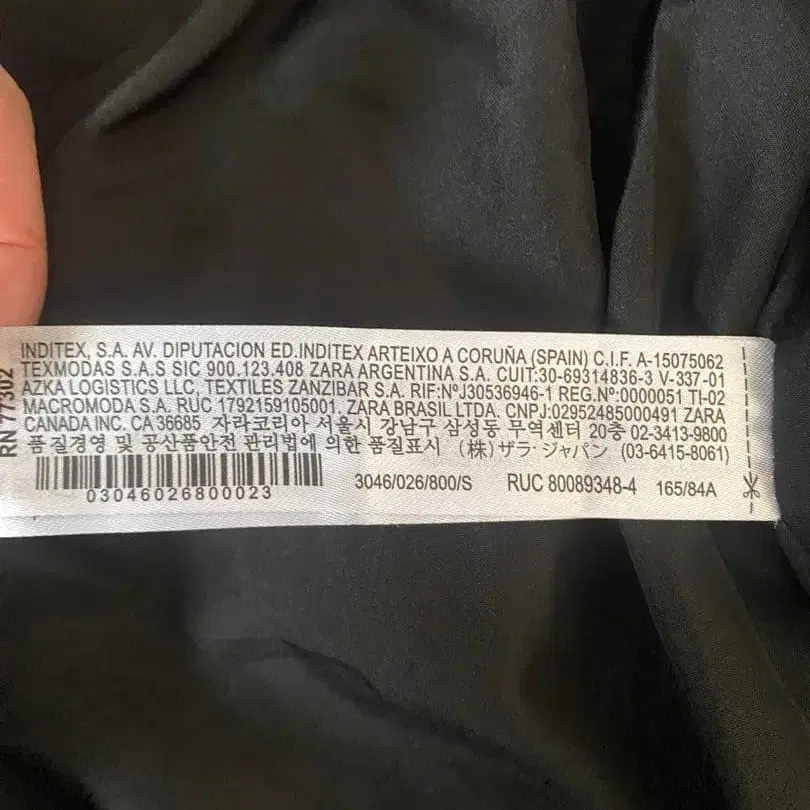 RN 77302
INDITEX, S.A. AV. DIPUTACION ED.INDITEX ARTEIXO A CORUÑA (SPAIN) C.I.F. A-15075062
TEXMODAS S.A.S SIC 900.123.408 ZARA ARGENTINA S.A. CUIT:30-69314836-3 V-337-01
AZKA LOGISTICS LLC, TEXTILES ZANZIBAR S.A. RIF:NºJ30536946-1 REG.Nº:0000051 TI-02
MACROMODA S.A. RUC 1792159105001, ZARA BRASIL LTDA. CNPJ:02952485000491 ZARA
CANADA INC. CA 36685 자라코리아 서울시 강남구 삼성동 무역센터 20층 02-3413-9800
품질경영 및 공산품안전 관리법에 의한 품질표시 (株)ザラ・ジャパン (03-6415-8061)
03046026800023
3046/026/800/S RUC 80089348-4 165/84A